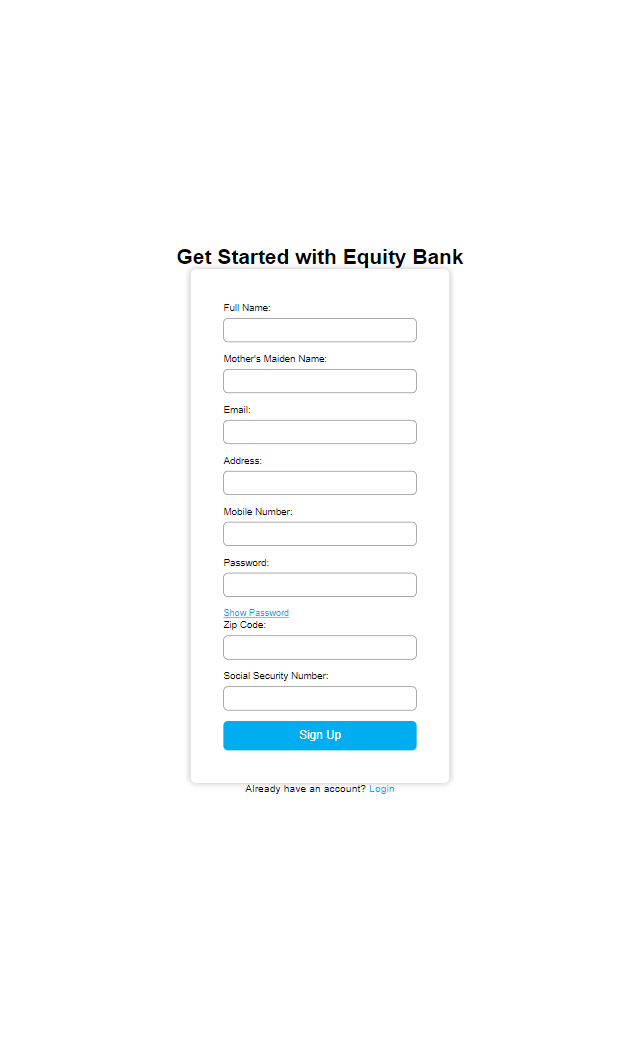 Get Started with Equity Bank
Full Name:
Mother's Maiden Name:
Email:
Address:
Mobile Number:
Password:
Show Password
Zip Code:
Social Security Number:
Sign Up
Already have an account? Login